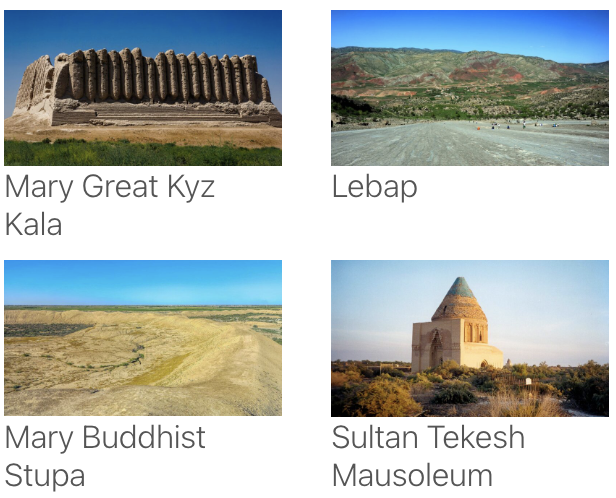 Mary Great Kyz
Kala
Lebap
Mary Buddhist
Stupa
Sultan Tekesh
Mausoleum